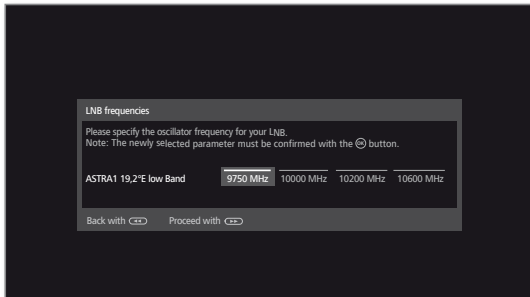 LNB frequencies
Please specify the oscillator frequency for your LNB.
Note: The newly selected parameter must be confirmed with the OK button.
ASTRA1 19,2°E low Band 9750 MHz 10000 MHz 10200 MHz 10600 MHz
Back with Proceed with